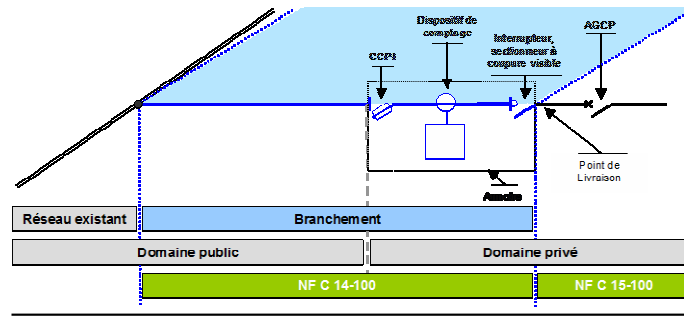 Dispositif de
comptage
AGCP
Interrupteur,
sectionneur à
coupure visible
CCPI
Point de
Livraison
Armoire
Réseau existant
Branchement
Domaine public
Domaine privé
NF C 14-100
NF C 15-100